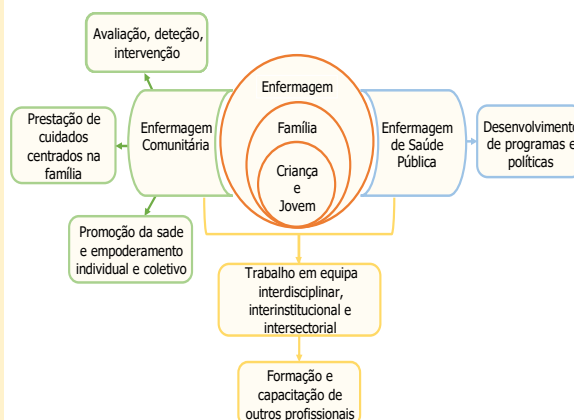 Avaliação, deteção,
intervenção
Prestação de
cuidados
centrados na
família
Enfermagem
Comunitária
Promoção da sade
e empoderamento
individual e coletivo
Enfermagem
Família
Criança
e
Jovem
Enfermagem
de Saúde
Pública
Desenvolvimento
de programas e
políticas
Trabalho em equipa
interdisciplinar,
interinstitucional e
intersectorial
Formação e
capacitação de
outros profissionais